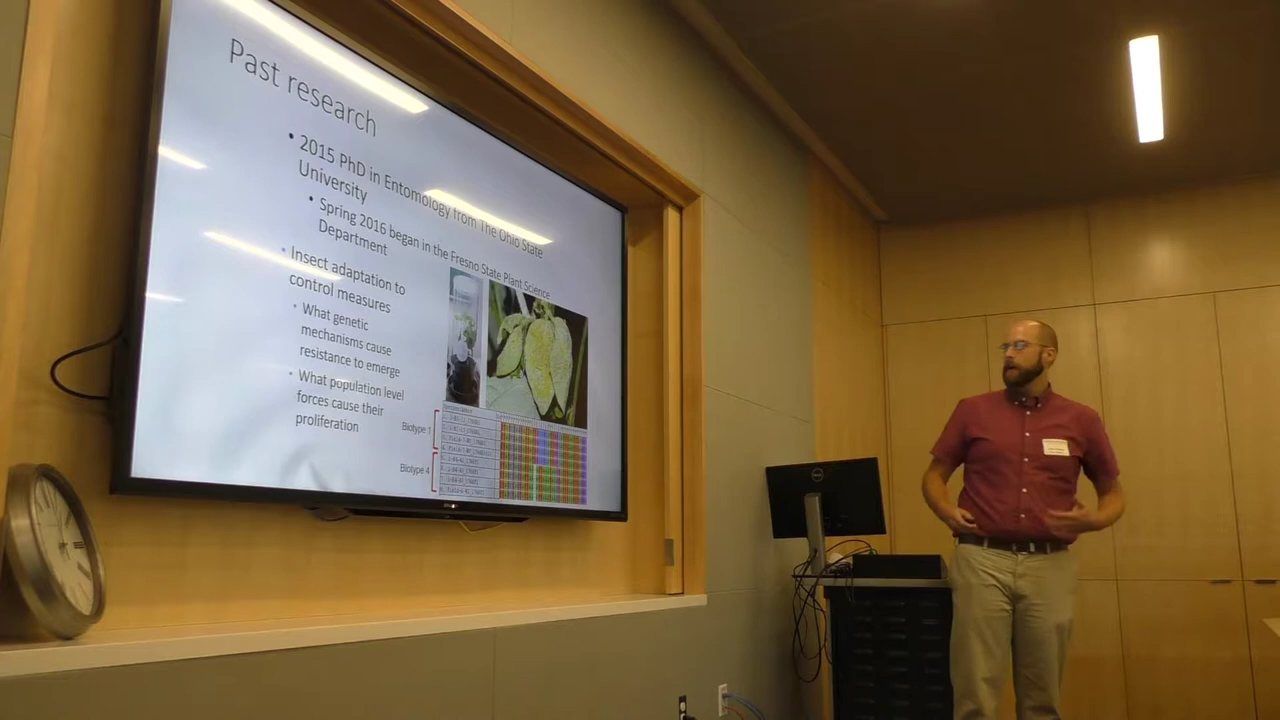 Past research
• 2015 PhD in Entomology from The Ohio State
University
• Spring 2016 began in the Fresno State Plant Science
Department
• Insect adaptation to
control measures
• What genetic
mechanisms cause
resistance to emerge
• What population level
forces cause their
proliferation
Biotype 1
Biotype 4
DELL